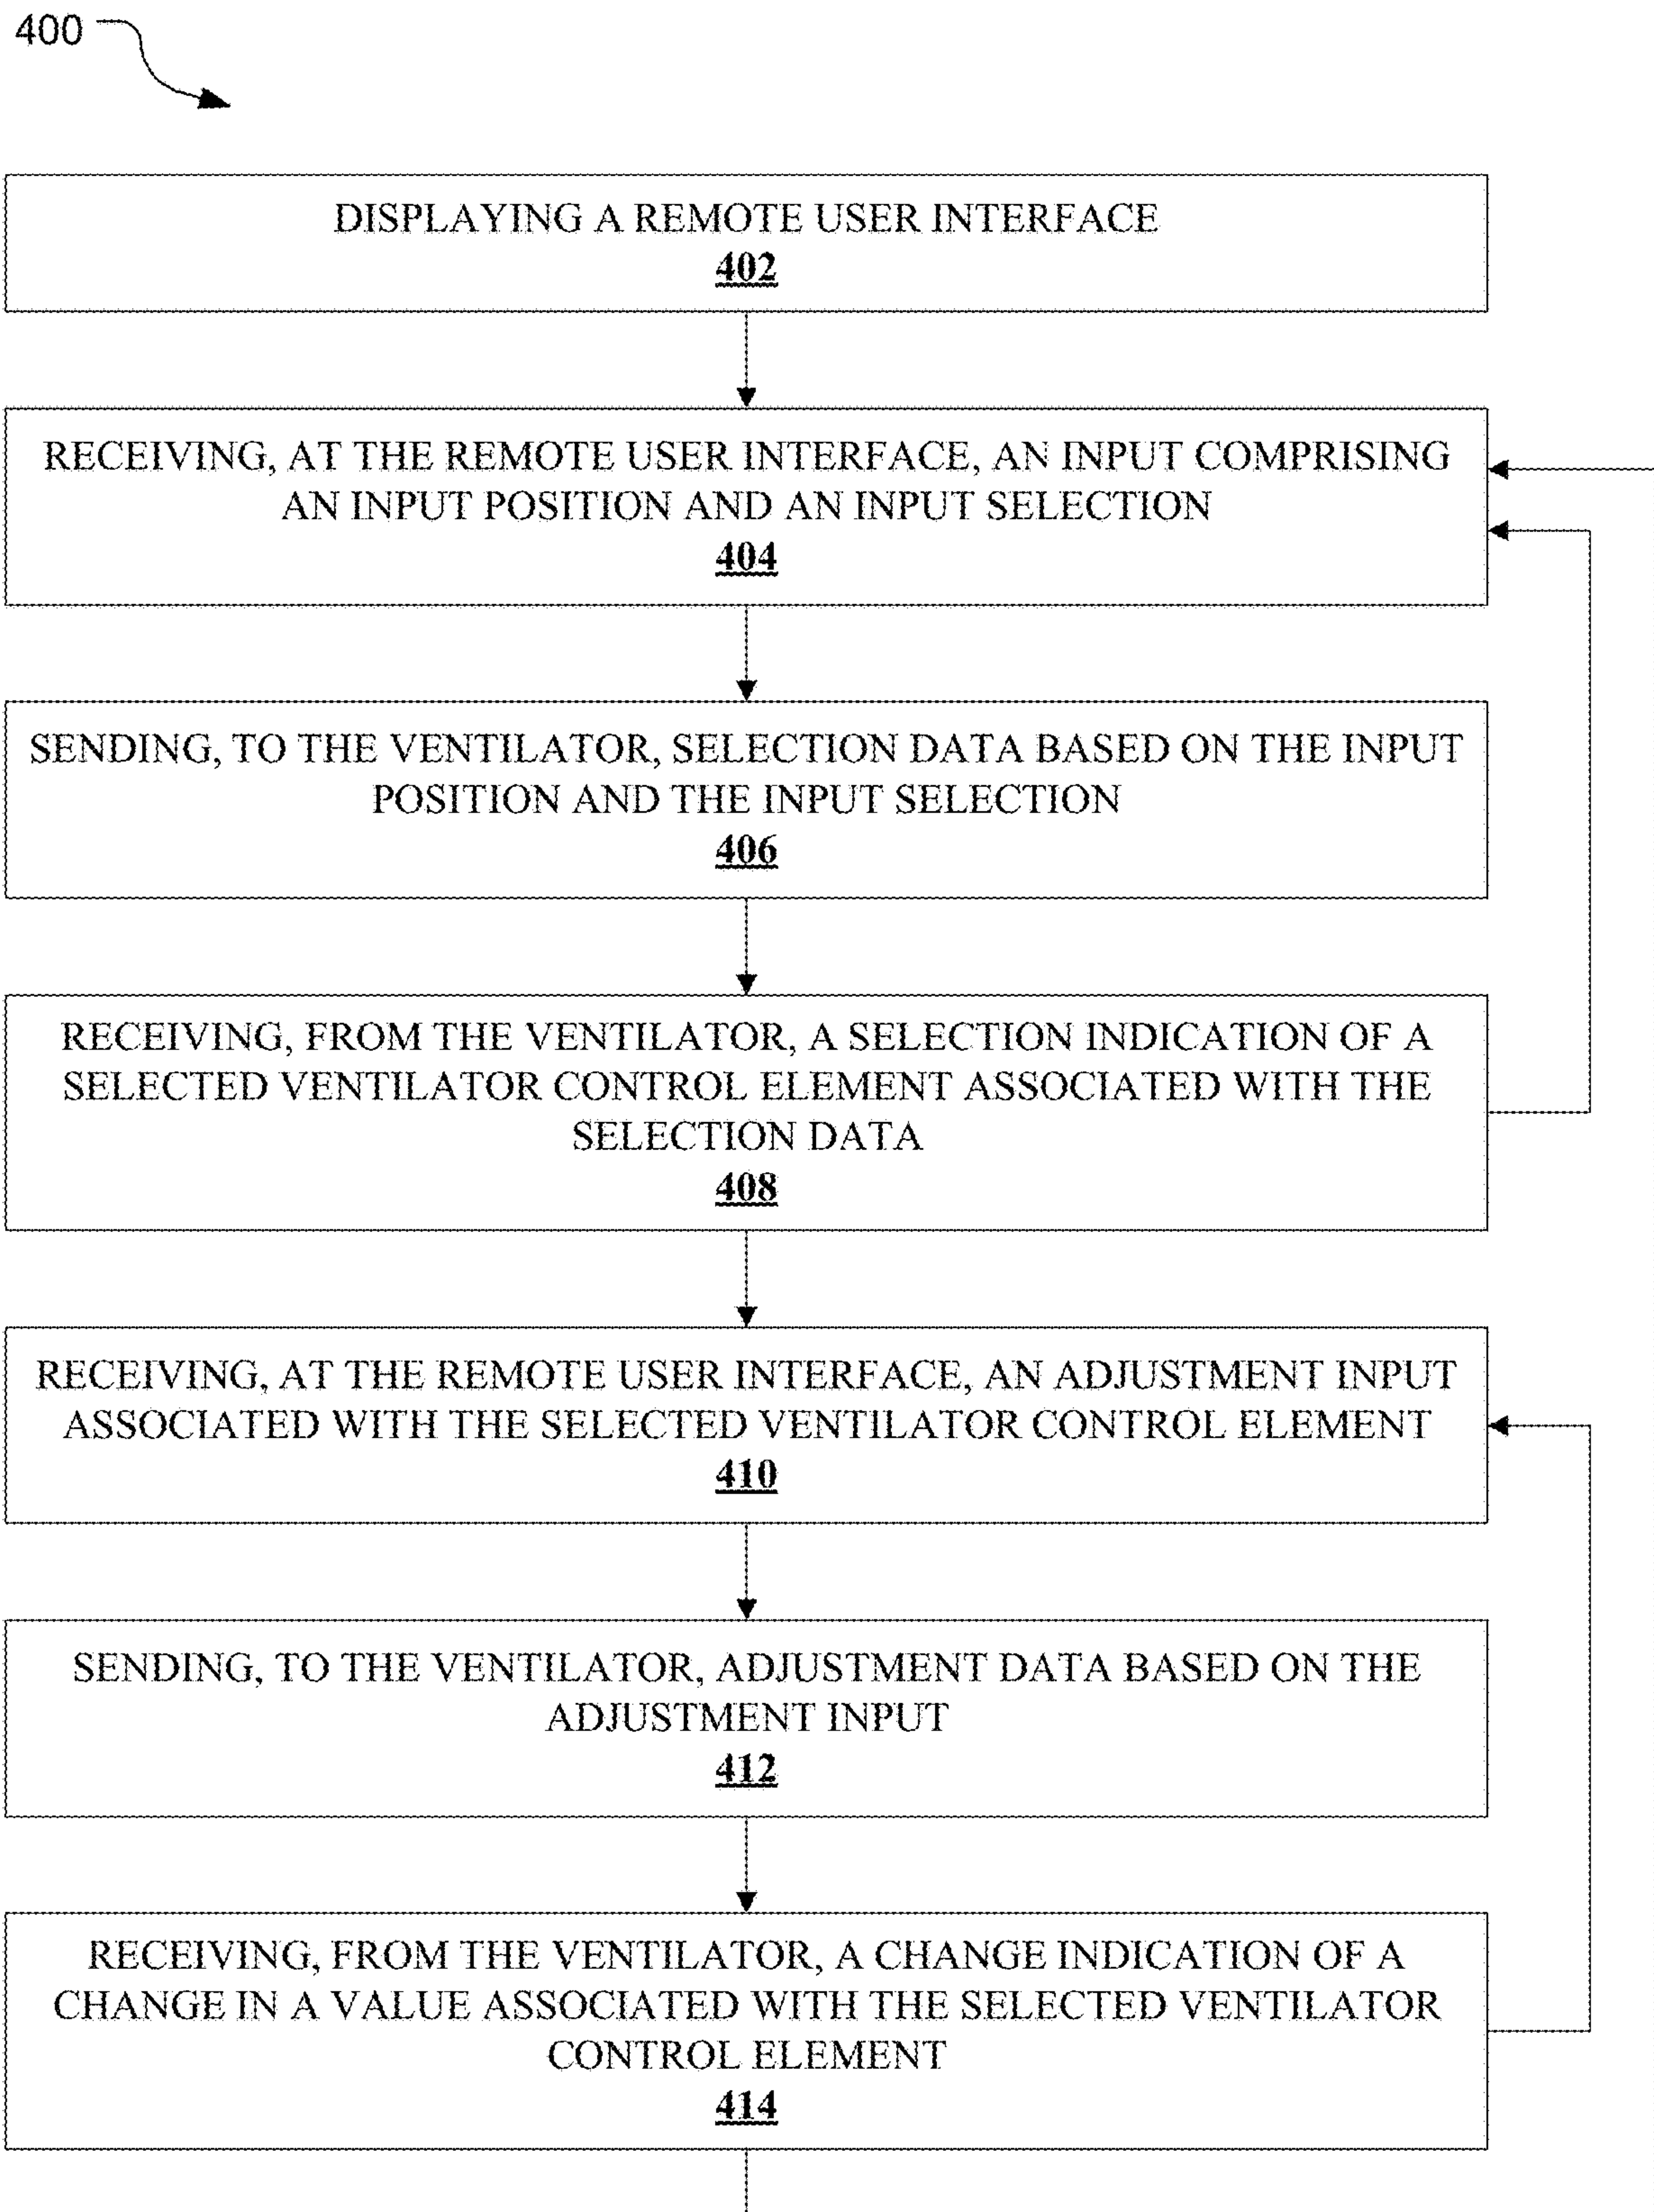 400
DISPLAYING A REMOTE USER INTERFACE
402
RECEIVING, AT THE REMOTE USER INTERFACE, AN INPUT COMPRISING
AN INPUT POSITION AND AN INPUT SELECTION
404
SENDING, TO THE VENTILATOR, SELECTION DATA BASED ON THE INPUT
POSITION AND THE INPUT SELECTION
406
RECEIVING, FROM THE VENTILATOR, A SELECTION INDICATION OF A
SELECTED VENTILATOR CONTROL ELEMENT ASSOCIATED WITH THE
SELECTION DATA
408
RECEIVING, AT THE REMOTE USER INTERFACE, AN ADJUSTMENT INPUT
ASSOCIATED WITH THE SELECTED VENTILATOR CONTROL ELEMENT
410
SENDING, TO THE VENTILATOR, ADJUSTMENT DATA BASED ON THE
ADJUSTMENT INPUT
412
RECEIVING, FROM THE VENTILATOR, A CHANGE INDICATION OF A
CHANGE IN A VALUE ASSOCIATED WITH THE SELECTED VENTILATOR
CONTROL ELEMENT
414